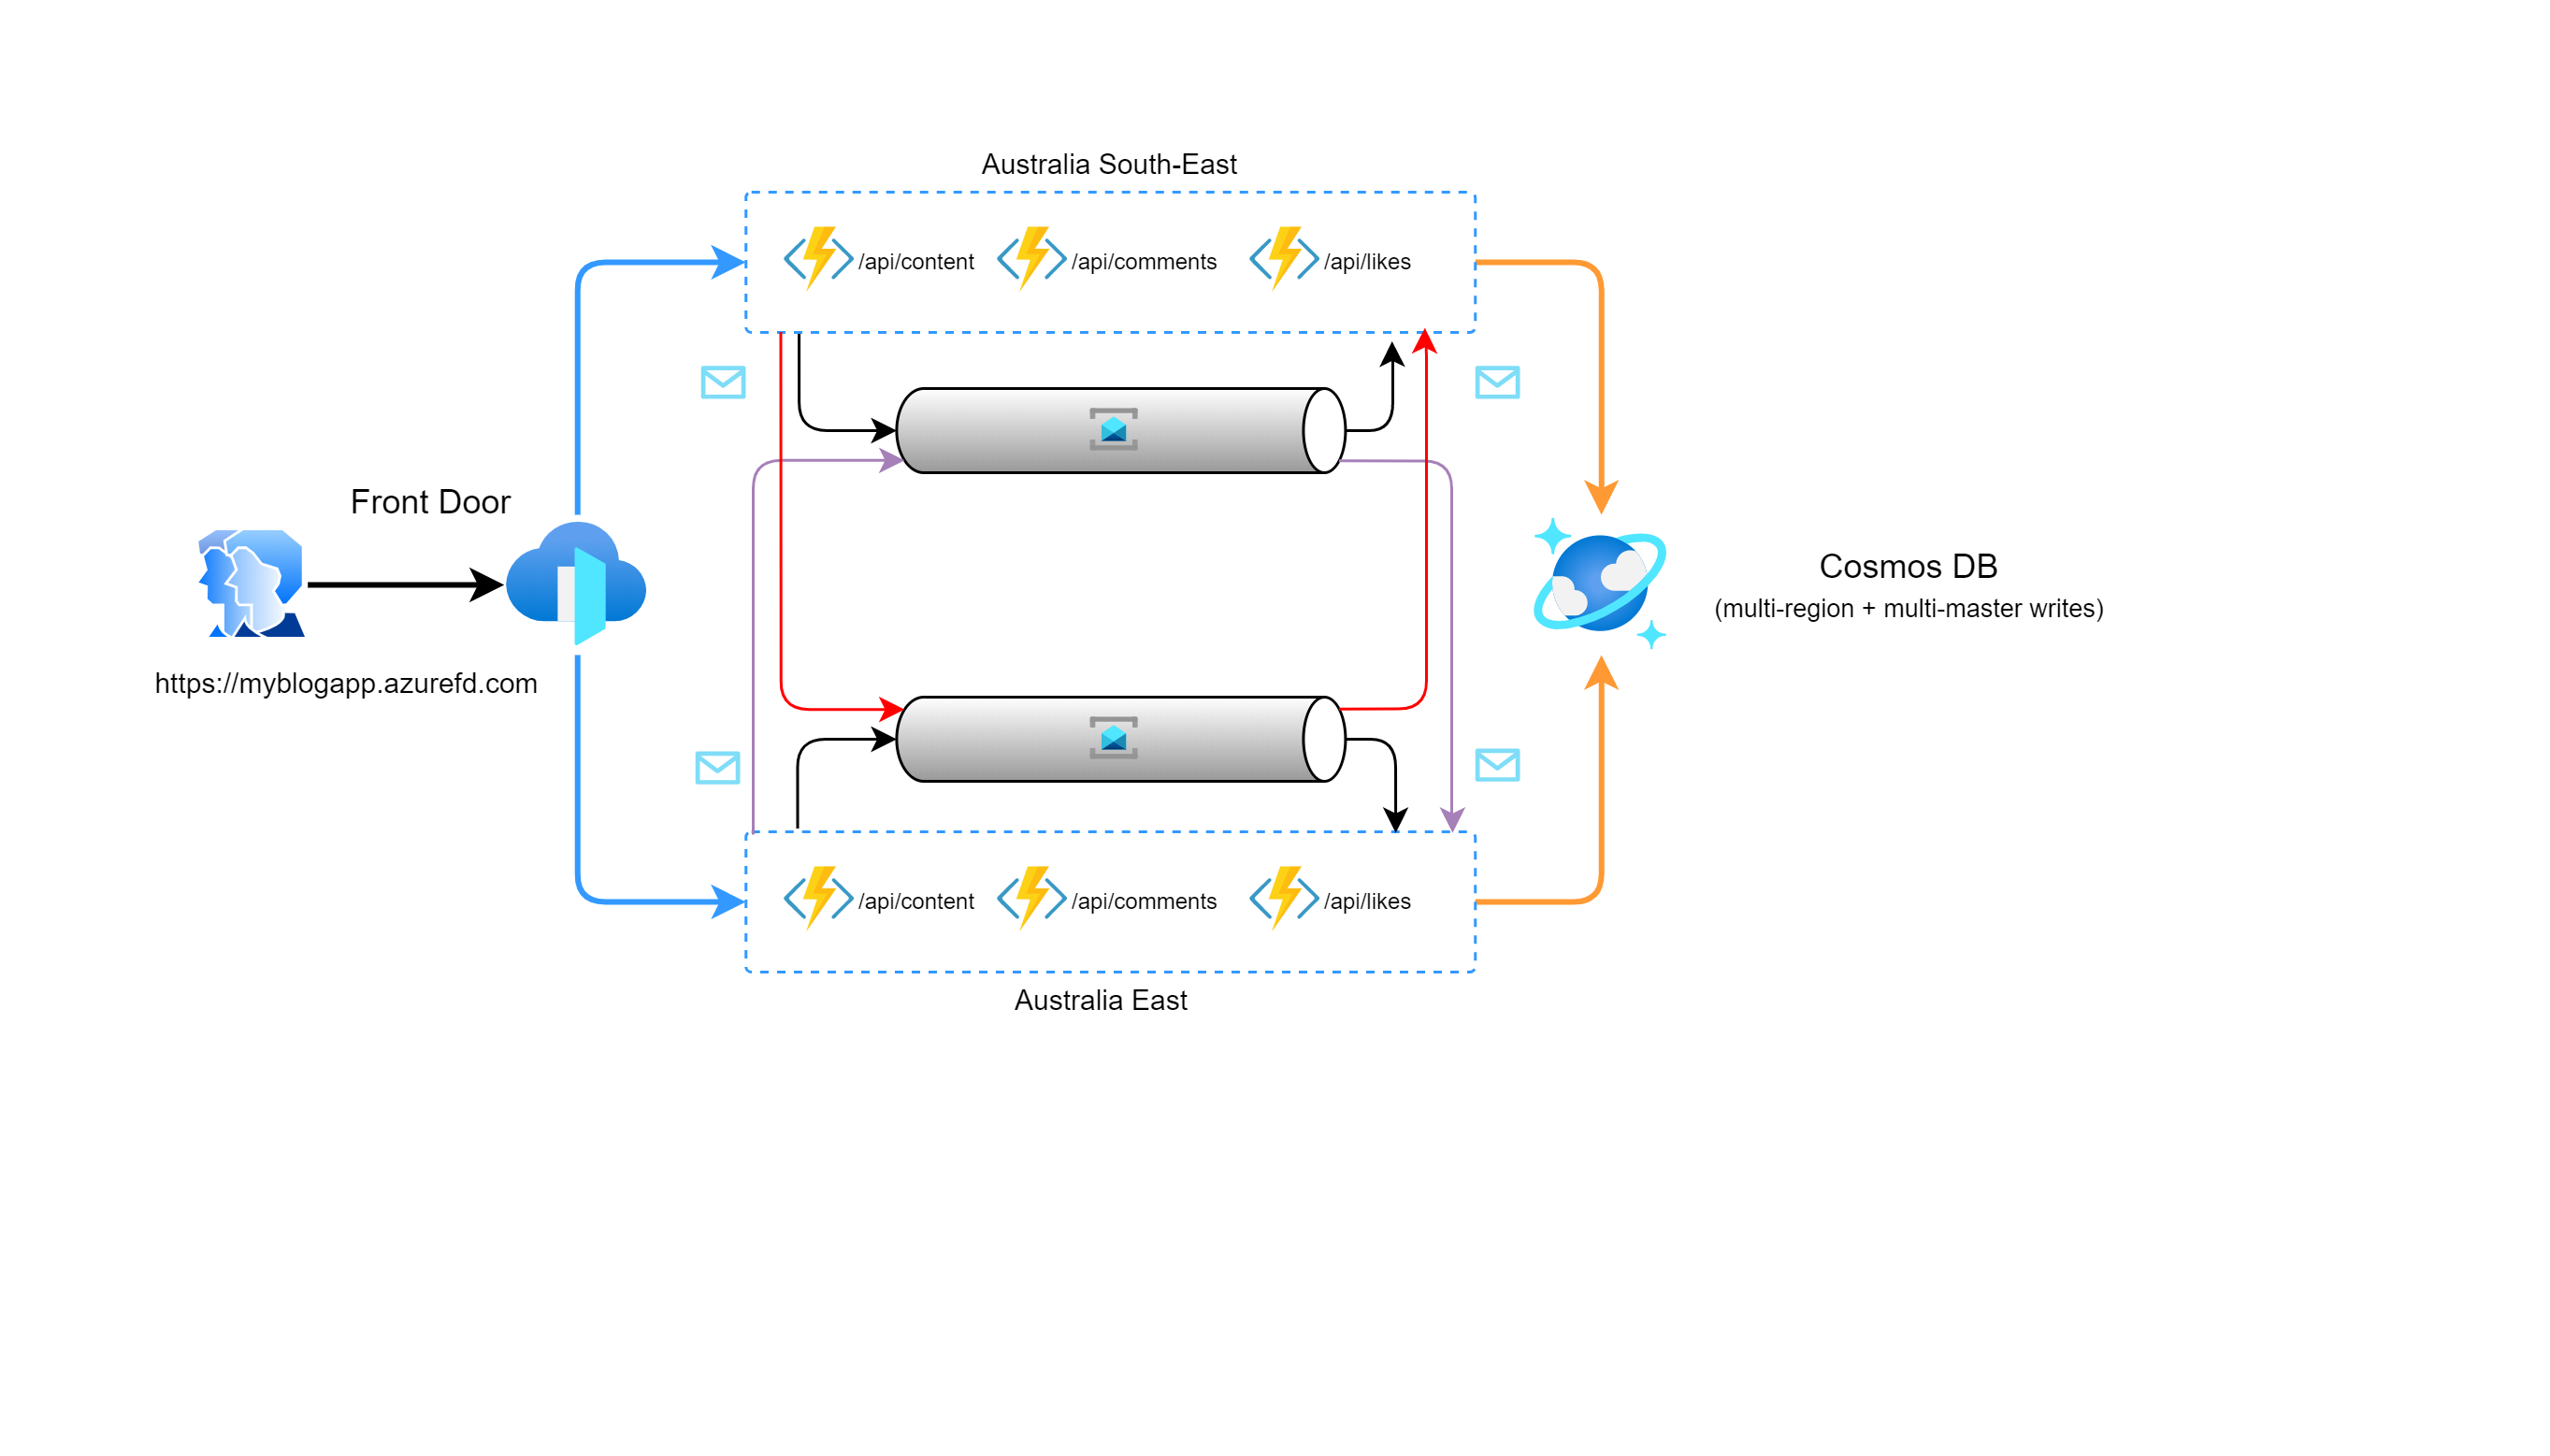 Australia South-East
/api/content
/api/comments
/api/likes
Front Door
https://myblogapp.azurefd.com
Cosmos DB
(multi-region + multi-master writes)
/api/content
/api/comments
/api/likes
Australia East